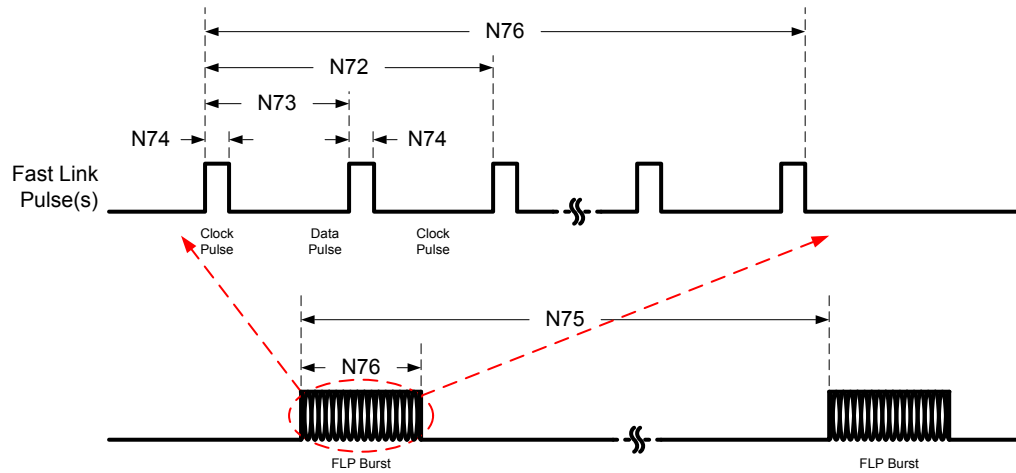 N76
N72
N73
N74
N74
Fast Link
Pulse(s)
Clock
Pulse
Data
Pulse
Clock
Pulse
N75
N76
FLP Burst
FLP Burst